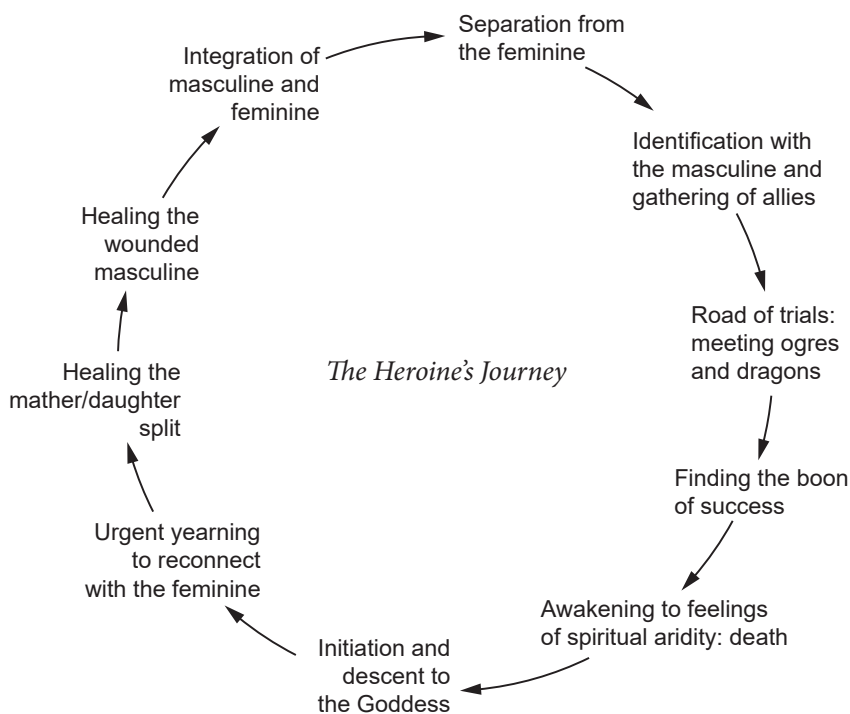 Separation from
the feminine
Identification with
the masculine and
gathering of allies
Road of trials:
meeting ogres
and dragons
Finding the boon
of success
Awakening to feelings
of spiritual aridity: death
Initiation and
descent to
the Goddess
Urgent yearning
to reconnect
with the feminine
Healing the
mather/daughter
split
Healing the
wounded
masculine
Integration of
masculine and
feminine
The Heroine's Journey